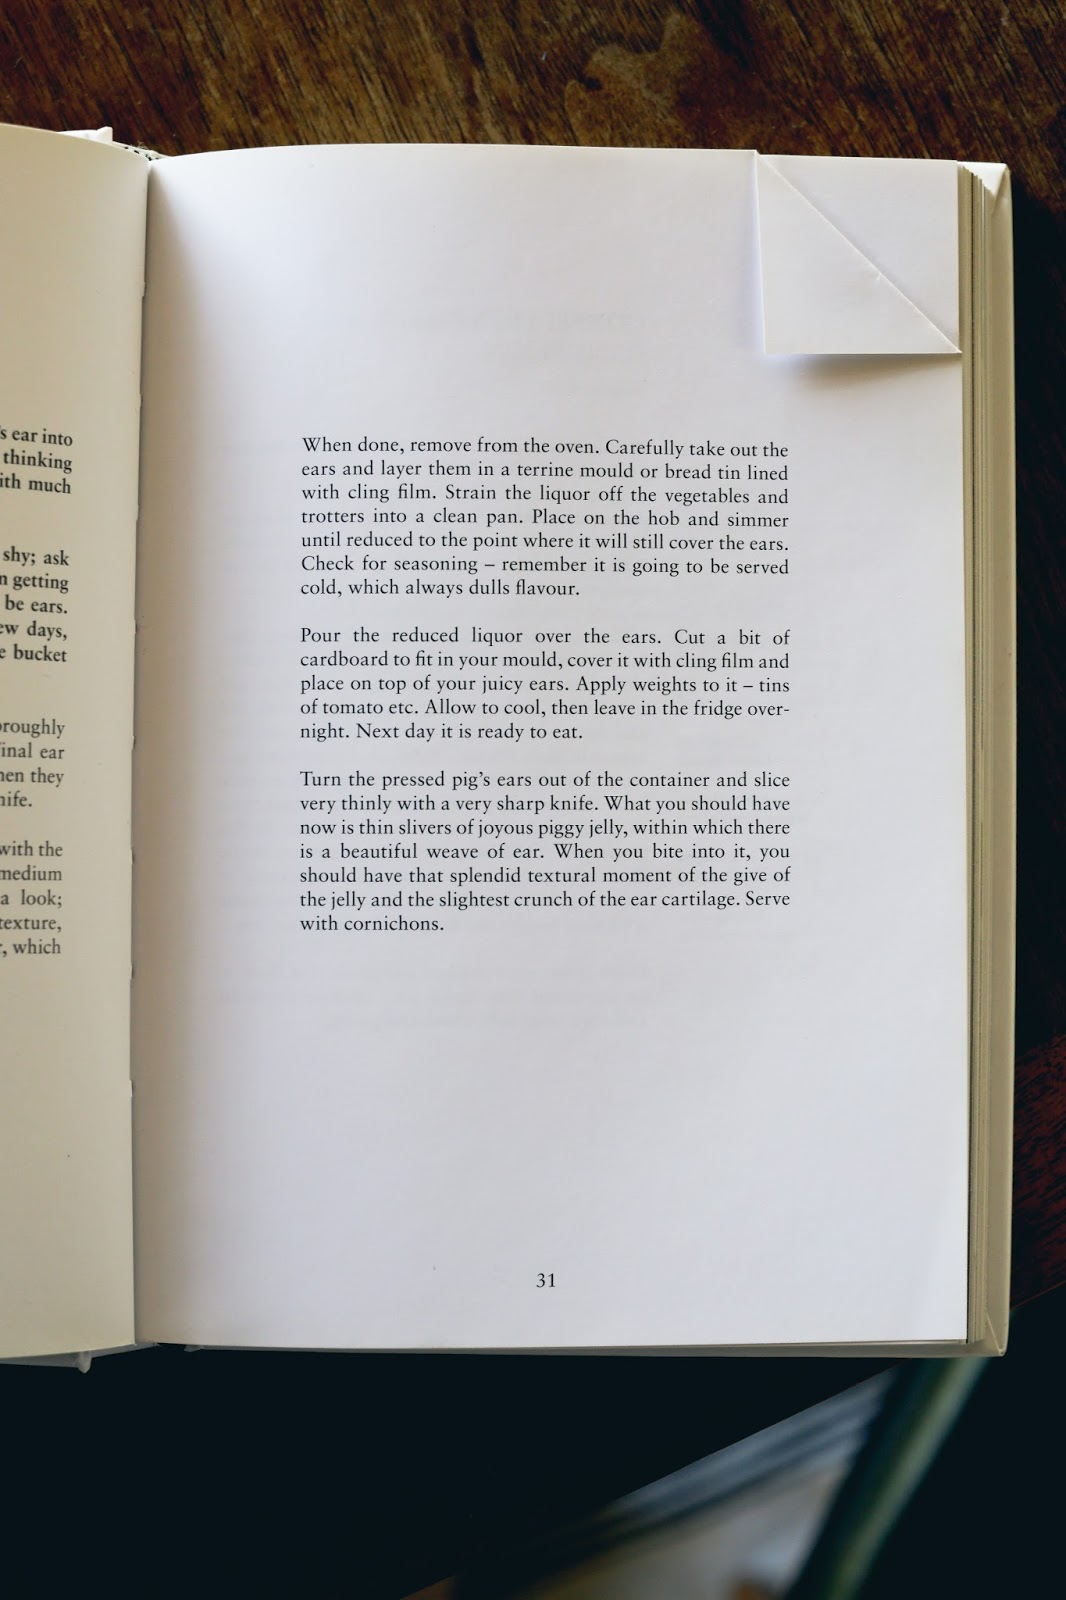 's ear into
thinking
ith much
shy; ask
n getting
be ears.
ew days,
e bucket
oroughly
inal ear
hen they
nife.
with the
medium
a look;
texture,
, which
When done, remove from the oven. Carefully take out the
ears and layer them in a terrine mould or bread tin lined
with cling film. Strain the liquor off the vegetables and
trotters into a clean pan. Place on the hob and simmer
until reduced to the point where it will still cover the ears.
Check for seasoning – remember it is going to be served
cold, which always dulls flavour.
Pour the reduced liquor over the ears. Cut a bit of
cardboard to fit in your mould, cover it with cling film and
place on top of your juicy ears. Apply weights to it – tins
of tomato etc. Allow to cool, then leave in the fridge over-
night. Next day it is ready to eat.
Turn the pressed pig's ears out of the container and slice
very thinly with a very sharp knife. What you should have
now is thin slivers of joyous piggy jelly, within which there
is a beautiful weave of ear. When you bite into it, you
should have that splendid textural moment of the give of
the jelly and the slightest crunch of the ear cartilage. Serve
with cornichons.
31